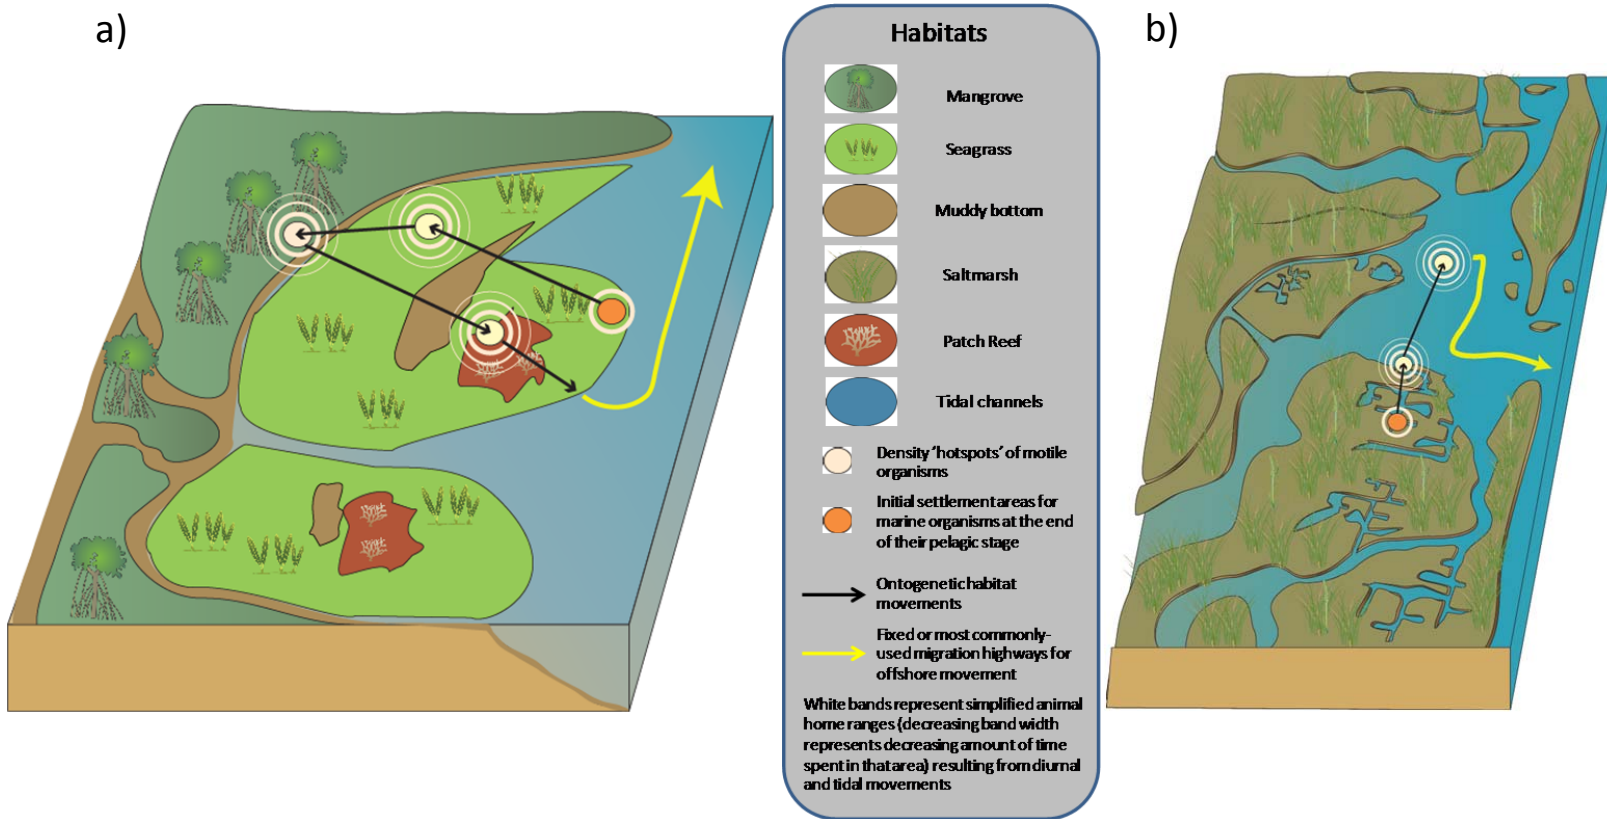 a)
Habitats
Mangrove
Seagrass
Muddy bottom
Saltmarsh
Patch Reef
Tidal channels
Density 'hotspots' of motile
organisms
Initial settlement areas for
marine organisms at the end
of their pelagic stage
Ontogenetic habitat
movements
Fixed or most commonly-
used migration highways for
offshore movement
White bands represent simplified animal
home ranges (decreasing band width
represents decreasing amount of time
spent in that area) resulting from diurnal
and tidal movements
b)